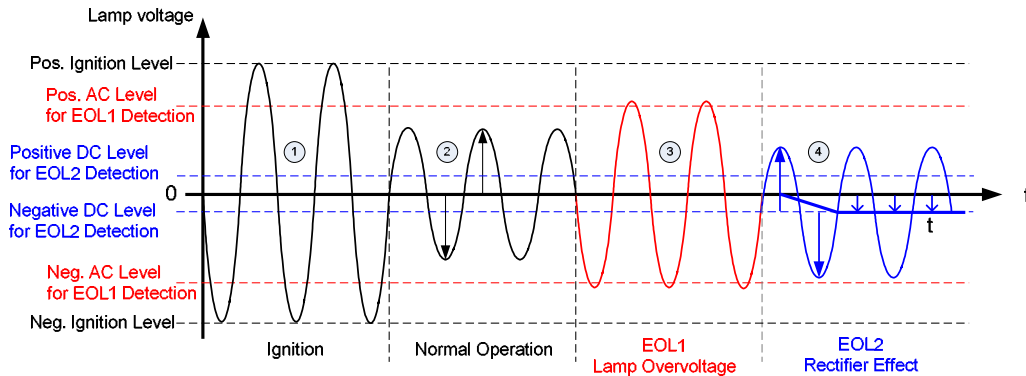 Lamp voltage
Pos. Ignition Level
Pos. AC Level
for EOL1 Detection
Positive DC Level
for EOL2 Detection
0
Negative DC Level
for EOL2 Detection
Neg. AC Level
for EOL1 Detection
Neg. Ignition Level
1
2
3
4
t
t
Ignition
Normal Operation
EOL1
Lamp Overvoltage
EOL2
Rectifier Effect